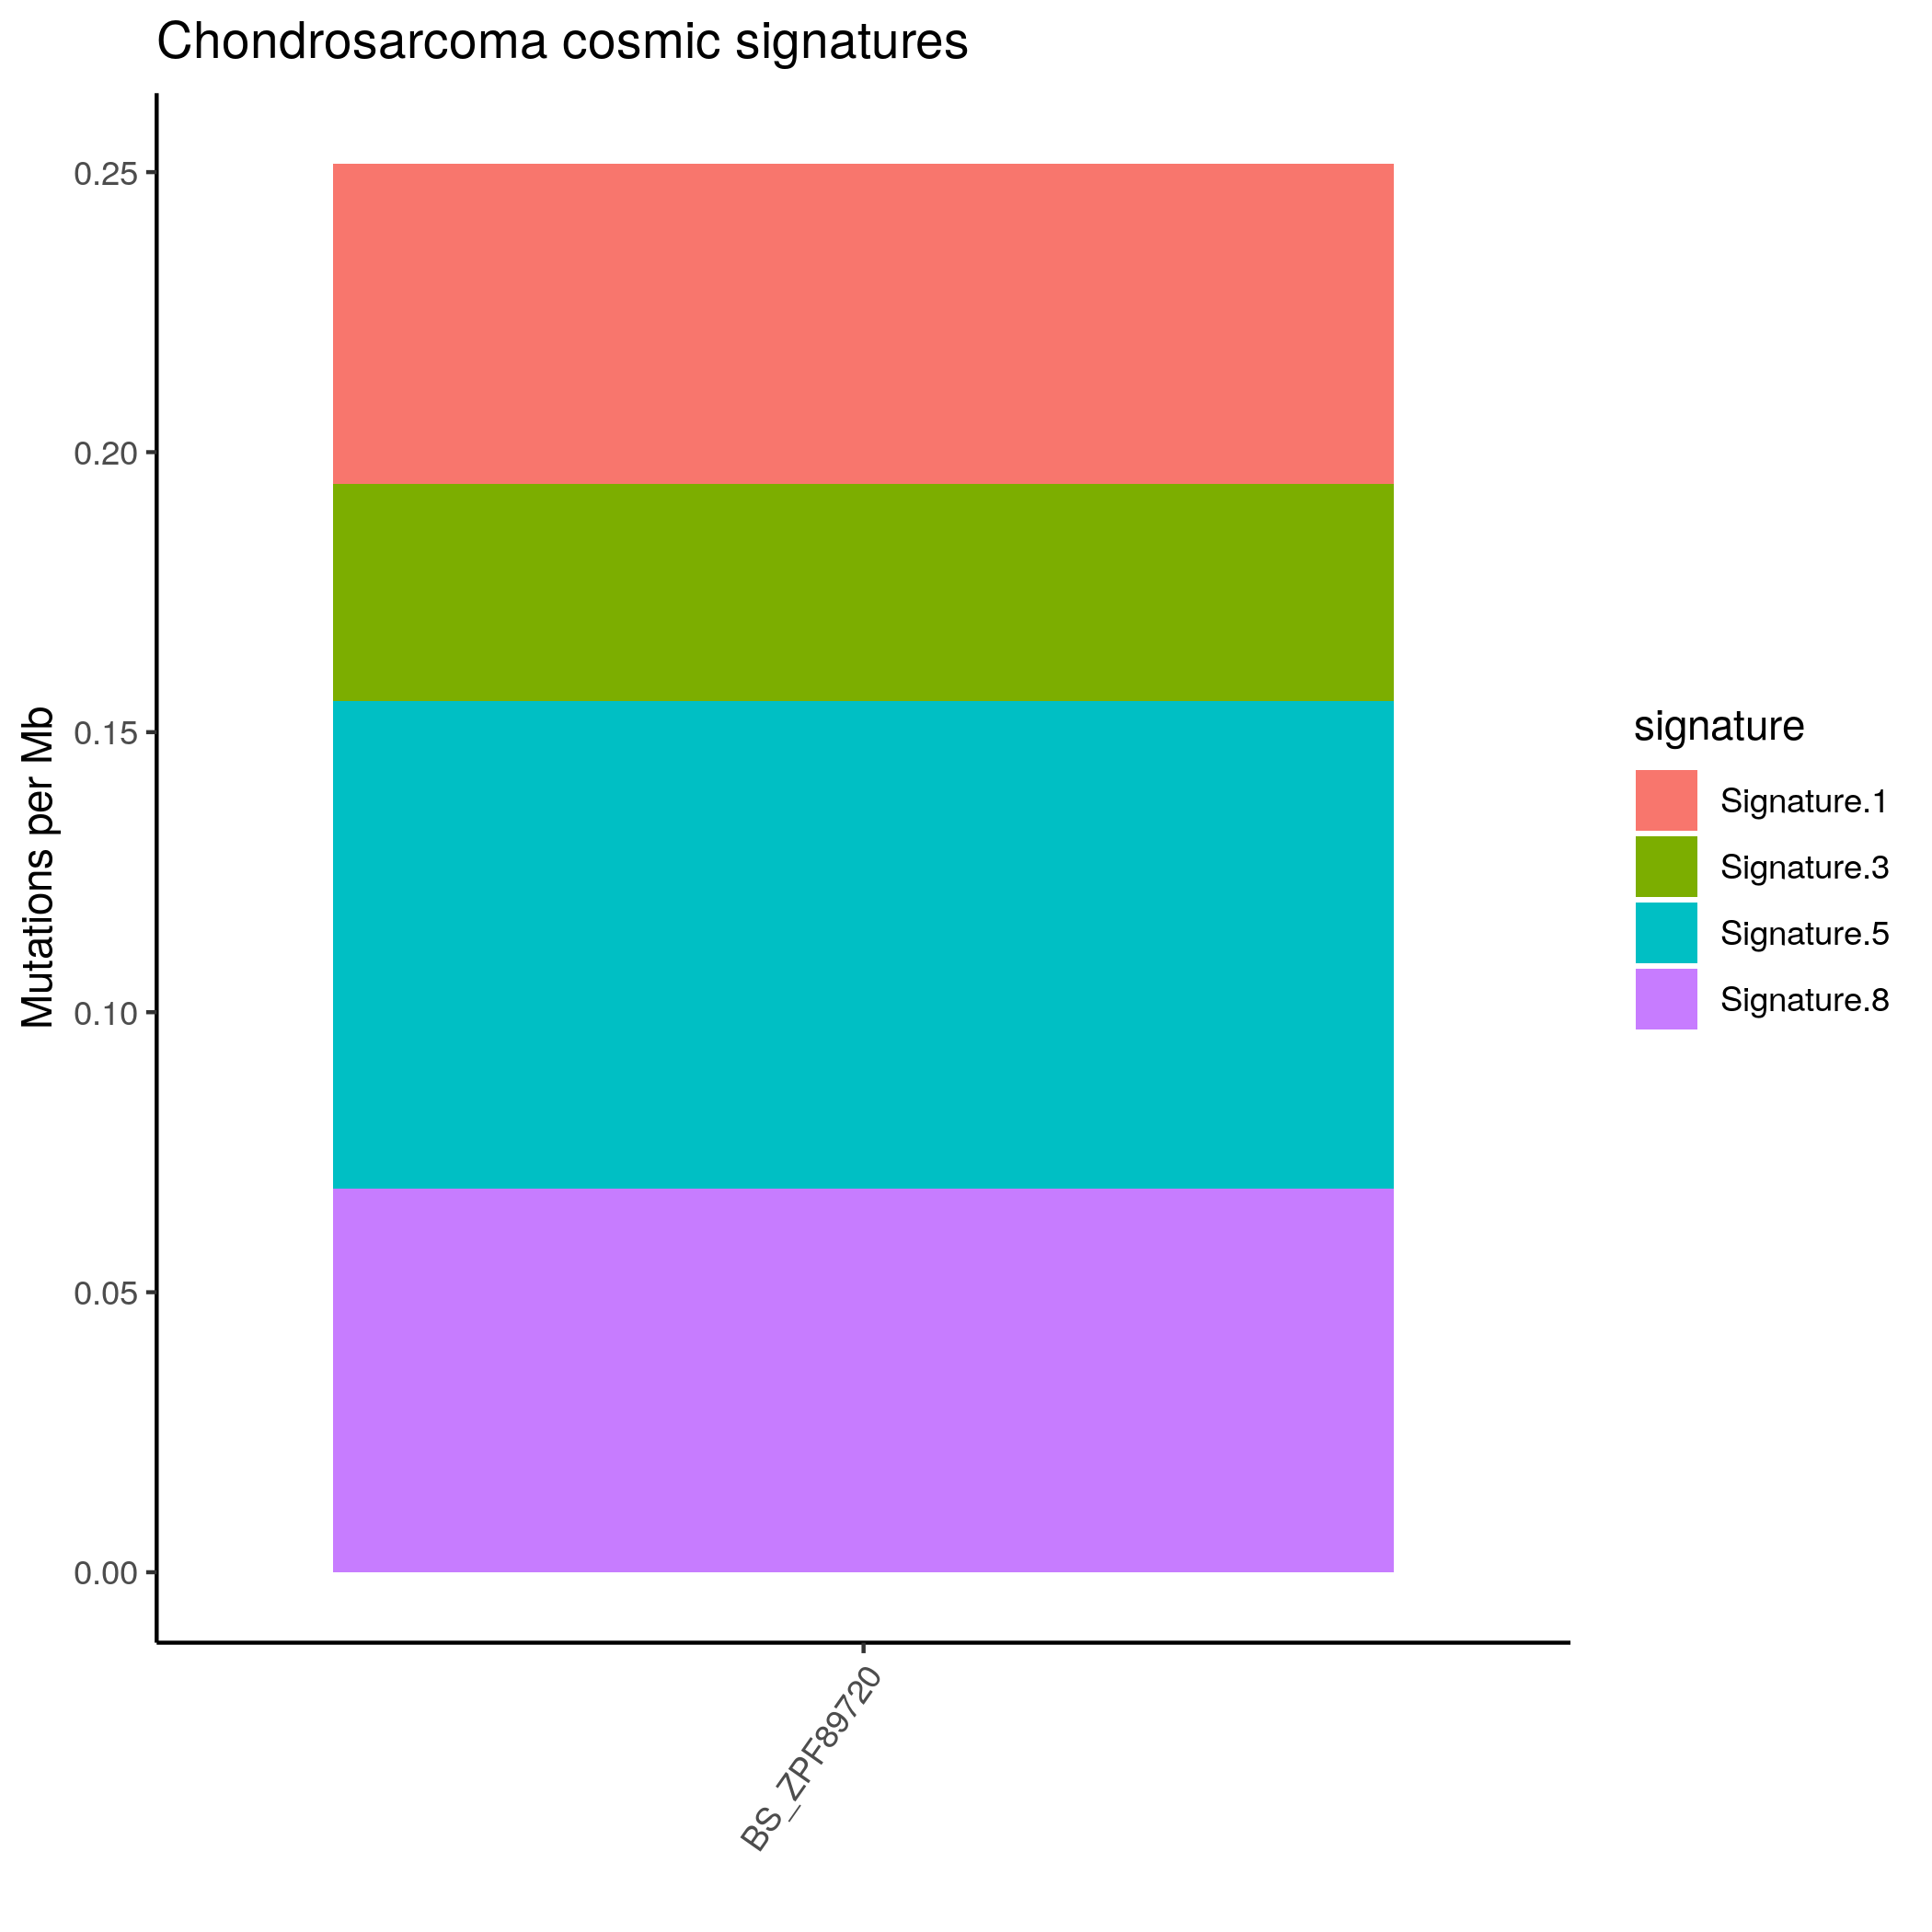 Chondrosarcoma cosmic signatures
Mutations per Mb
0.25
0.20
0.15
0.10
0.05
0.00
BS_ZPF89720
signature
Signature.1
Signature.3
Signature.5
Signature.8